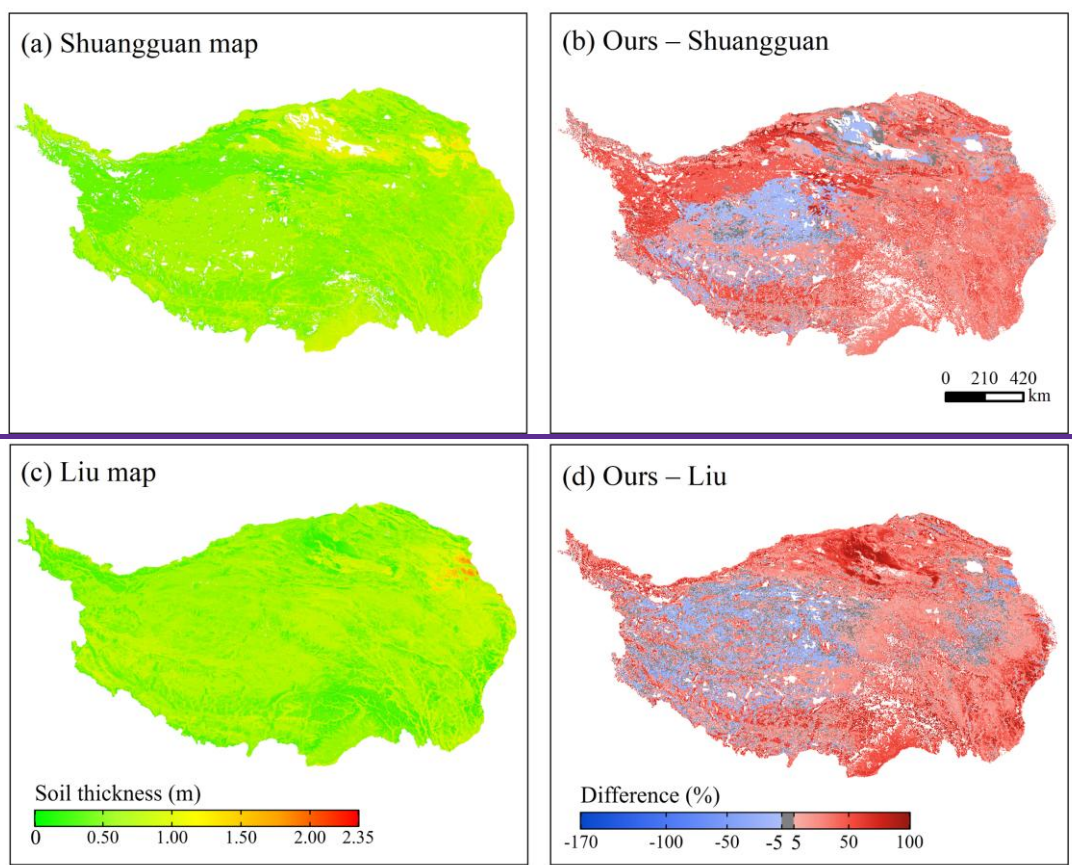 (a) Shuangguan map
(b) Ours – Shuangguan
0 210 420
km
(c) Liu map
(d) Ours – Liu
Soil thickness (m)
0 0.50 1.00 1.50 2.00 2.35
Difference (%)
-170 -100 -50 -5 5 50 100